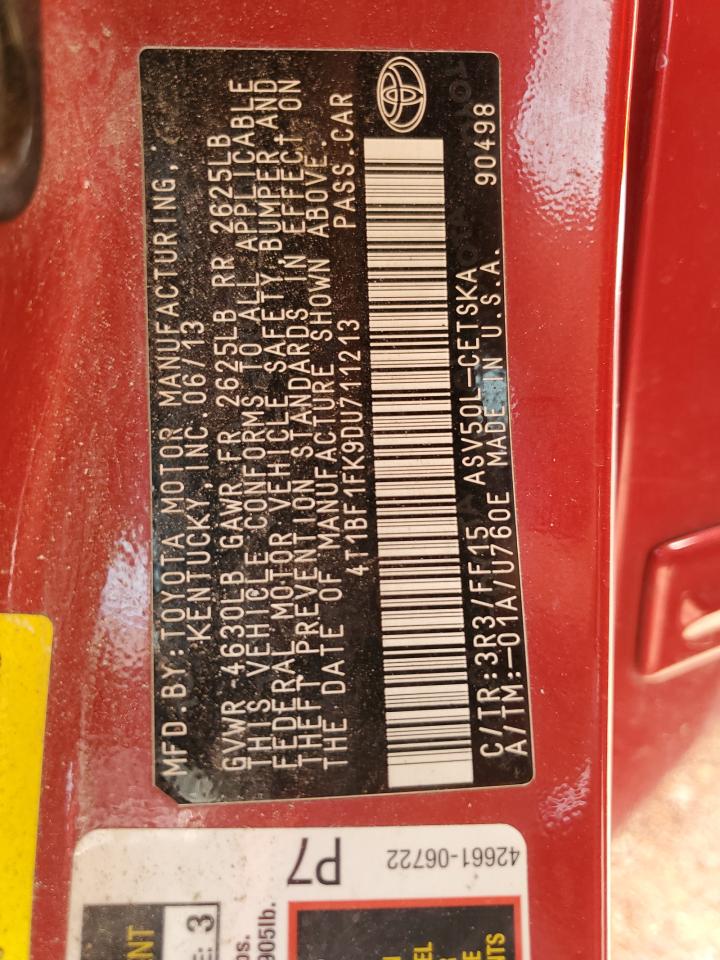 MFD.BY:TOYOTA MOTOR MANUFACTURING,
KENTUCKY, INC. 06/13
GVWR 4630LB GAWR FR 2625LB RR 2625LB
THIS VEHICLE CONFORMS TO ALL APPLICABLE
FEDERAL MOTOR VEHICLE SAFETY, BUMPER, AND
THEFT PREVENTION STANDARDS IN EFFECT ON
THE DATE OF MANUFACTURE SHOWN ABOVE.
4T1BF1FK9DU711213 PASS.CAR
C/TR:3R3/FF15 ASV50L-CETSKA 90498
A/TM:-01A/U760E MADE IN U.S.A.
P7
42661-06722
3
905lb.